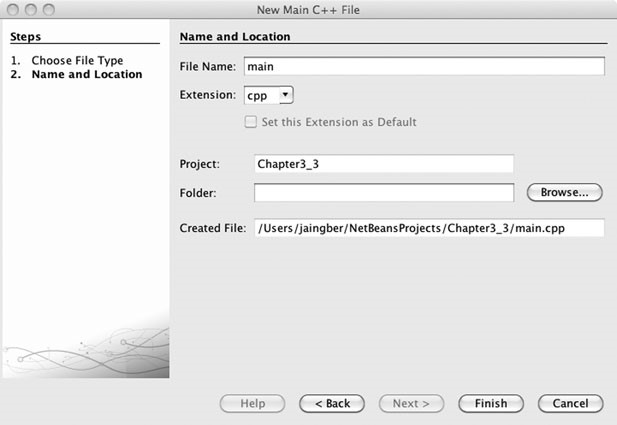 New Main C++ File
Steps
1. Choose File Type
2. Name and Location
Name and Location
File Name: main
Extension: cpp
Set this Extension as Default
Project: Chapter3_3
Folder:
Browse...
Created File: /Users/jaingber/NetBeansProjects/Chapter3_3/main.cpp
Help < Back Next > Finish Cancel